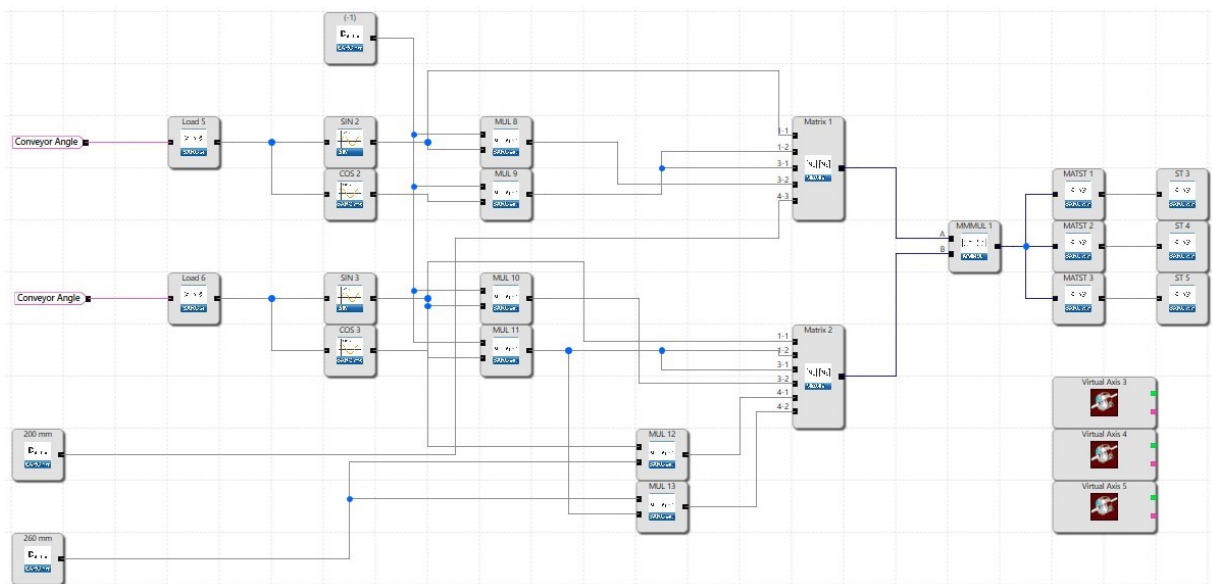 (-1)
Conveyor Angle
Load 5
SIN 2
MUL 8
Matrix 1
1-1
1-2
3-1
3-2
4-3
COS 2
MUL 9
MATST 1
ST 3
MMMUL 1
A
B
MATST 2
ST 4
MATST 3
ST 5
Conveyor Angle
Load 6
SIN 3
MUL 10
COS 3
MUL 11
Matrix 2
1-1
1-2
3-1
3-2
4-1
4-2
Virtual Axis 3
200 mm
MUL 12
Virtual Axis 4
MUL 13
Virtual Axis 5
260 mm